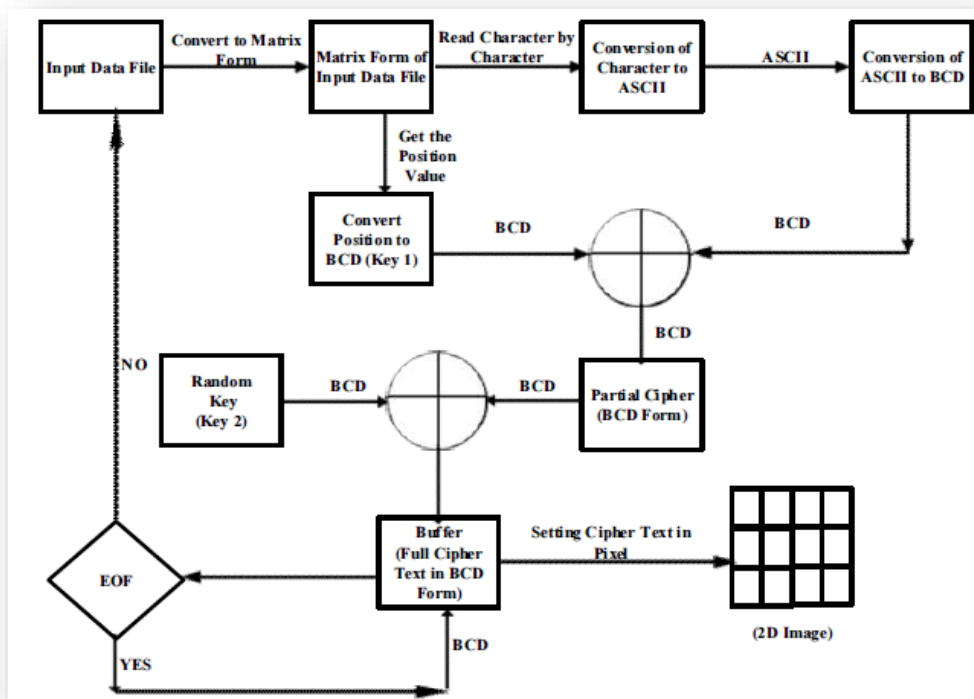 Input Data File
Convert to Matrix
Form
Matrix Form of
Input Data File
Read Character by
Character
Conversion of
Character to
ASCII
ASCII
Conversion of
ASCII to BCD
Get the
Position
Value
Convert
Position to
BCD (Key 1)
BCD
BCD
BCD
NO
Random
Key
(Key 2)
BCD
BCD
Partial Cipher
(BCD Form)
Buffer
(Full Cipher
Text in BCD
Form)
Setting Cipher Text in
Pixel
EOF
(2D Image)
YES
BCD